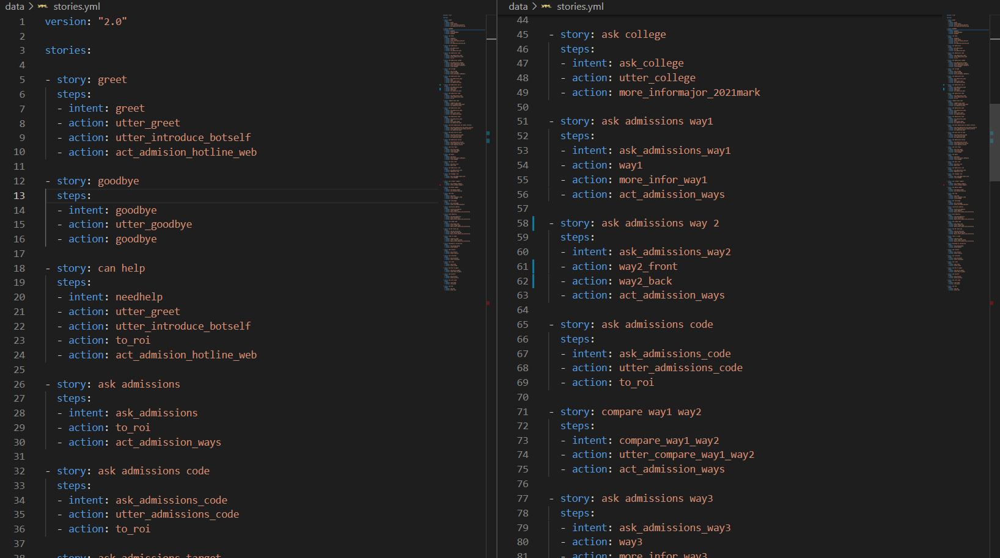 data > stories.yml
1 version: "2.0"
2
3 stories:
4
5 - story: greet
6 steps:
7 - intent: greet
8 - action: utter_greet
9 - action: utter_introduce_botself
10 - action: act_admision_hotline_web
11
12 - story: goodbye
13 steps:
14 - intent: goodbye
15 - action: utter_goodbye
16 - action: goodbye
17
18 - story: can help
19 steps:
20 - intent: needhelp
21 - action: utter_greet
22 - action: utter_introduce_botself
23 - action: to_roi
24 - action: act_admision_hotline_web
25
26 - story: ask admissions
27 steps:
28 - intent: ask_admissions
29 - action: to_roi
30 - action: act_admission_ways
31
32 - story: ask admissions code
33 steps:
34 - intent: ask_admissions_code
35 - action: utter_admissions_code
36 - action: to_roi
37
38 - story: ask admissions target
data > stories.yml
44
45 - story: ask college
46 steps:
47 - intent: ask_college
48 - action: utter_college
49 - action: more_informajor_2021mark
50
51 - story: ask admissions way1
52 steps:
53 - intent: ask_admissions_way1
54 - action: way1
55 - action: more_infor_way1
56 - action: act_admission_ways
57
58 - story: ask admissions way 2
59 steps:
60 - intent: ask_admissions_way2
61 - action: way2_front
62 - action: way2_back
63 - action: act_admission_ways
64
65 - story: ask admissions code
66 steps:
67 - intent: ask_admissions_code
68 - action: utter_admissions_code
69 - action: to_roi
70
71 - story: compare way1 way2
72 steps:
73 - intent: compare_way1_way2
74 - action: utter_compare_way1_way2
75 - action: act_admission_ways
76
77 - story: ask admissions way3
78 steps:
79 - intent: ask_admissions_way3
80 - action: way3
81 - action: more_infor_way3